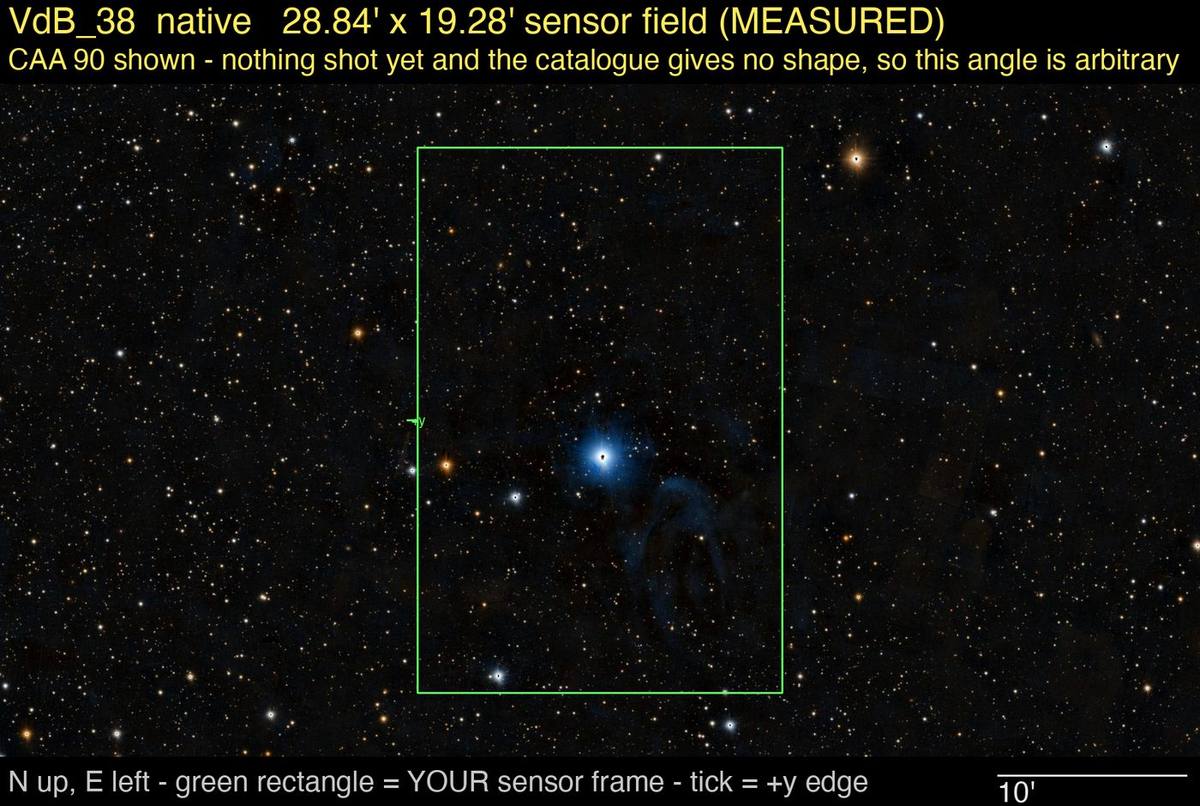 VdB_38 native 28.84' x 19.28' sensor field (MEASURED)
CAA 90 shown - nothing shot yet and the catalogue gives no shape, so this angle is arbitrary
+y
N up, E left - green rectangle = YOUR sensor frame - tick = +y edge
10'